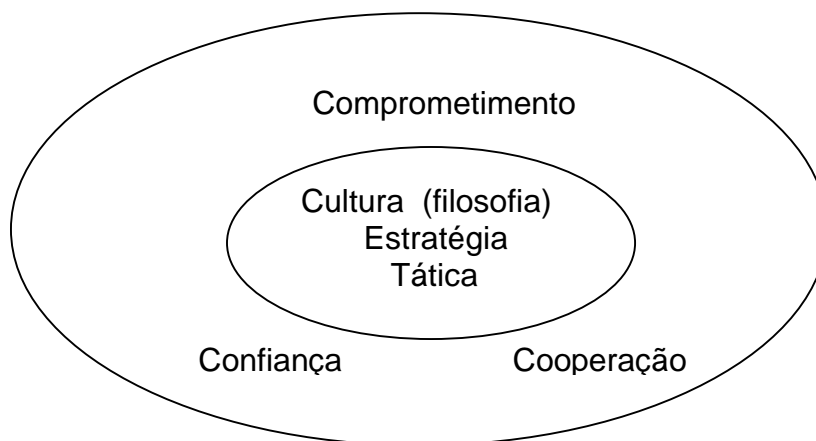 Comprometimento
Cultura (filosofia)
Estratégia
Tática
Confiança Cooperação